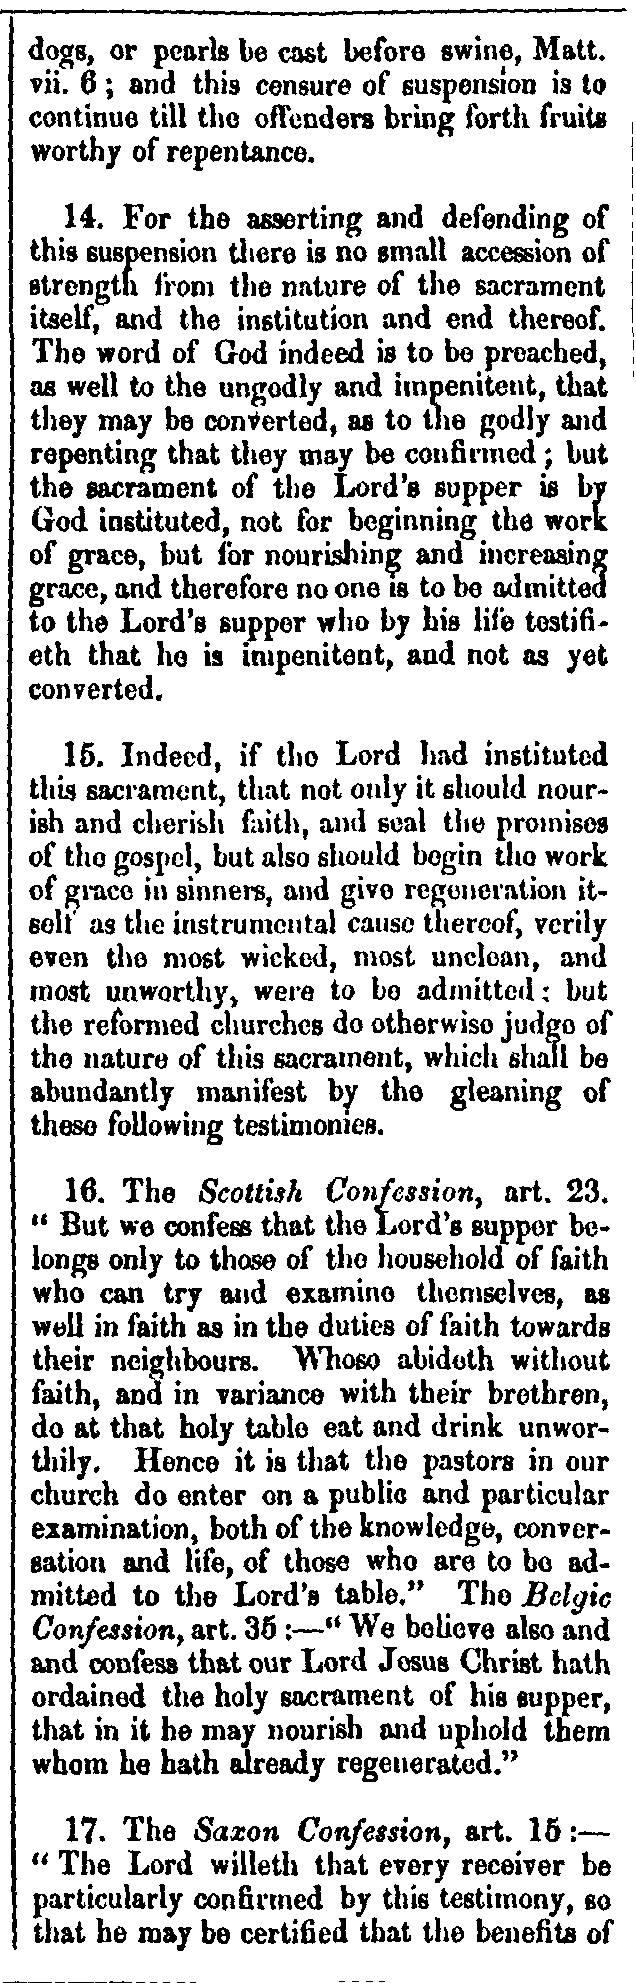 dogs, or pearls be cast before swine, Matt.
vii. 6 ; and this censure of suspension is to
continue till the offenders bring forth fruits
worthy of repentance.
14. For the asserting and defending of
this suspension there is no small accession of
strength from the nature of the sacrament
itself, and the institution and end thereof.
The word of God indeed is to be preached,
as well to the ungodly and impenitent, that
they may be converted, as to the godly and
repenting that they may be confirmed ; but
the sacrament of the Lord's supper is by
God instituted, not for beginning the work
of grace, but for nourishing and increasing
grace, and therefore no one is to be admitted
to the Lord's supper who by his life testifi-
eth that he is impenitent, and not as yet
converted.
15. Indeed, if the Lord had instituted
this sacrament, that not only it should nour-
ish and cherish faith, and seal the promises
of the gospel, but also should begin the work
of grace in sinners, and give regeneration it-
self as the instrumental cause thereof, verily
even the most wicked, most unclean, and
most unworthy, were to be admitted : but
the reformed churches do otherwise judge of
the nature of this sacrament, which shall be
abundantly manifest by the gleaning of
these following testimonies.
16. The Scottish Confession, art. 23.
" But we confess that the Lord's supper be-
longs only to those of the household of faith
who can try and examine themselves, as
well in faith as in the duties of faith towards
their neighbours. Whoso abideth without
faith, and in variance with their brethren,
do at that holy table eat and drink unwor-
thily. Hence it is that the pastors in our
church do enter on a public and particular
examination, both of the knowledge, conver-
sation and life, of those who are to be ad-
mitted to the Lord's table." The Belgic
Confession, art. 35 :—" We believe also and
and confess that our Lord Jesus Christ hath
ordained the holy sacrament of his supper,
that in it he may nourish and uphold them
whom he hath already regenerated."
17. The Saxon Confession, art. 15 :—
" The Lord willeth that every receiver be
particularly confirmed by this testimony, so
that he may be certified that the benefits of